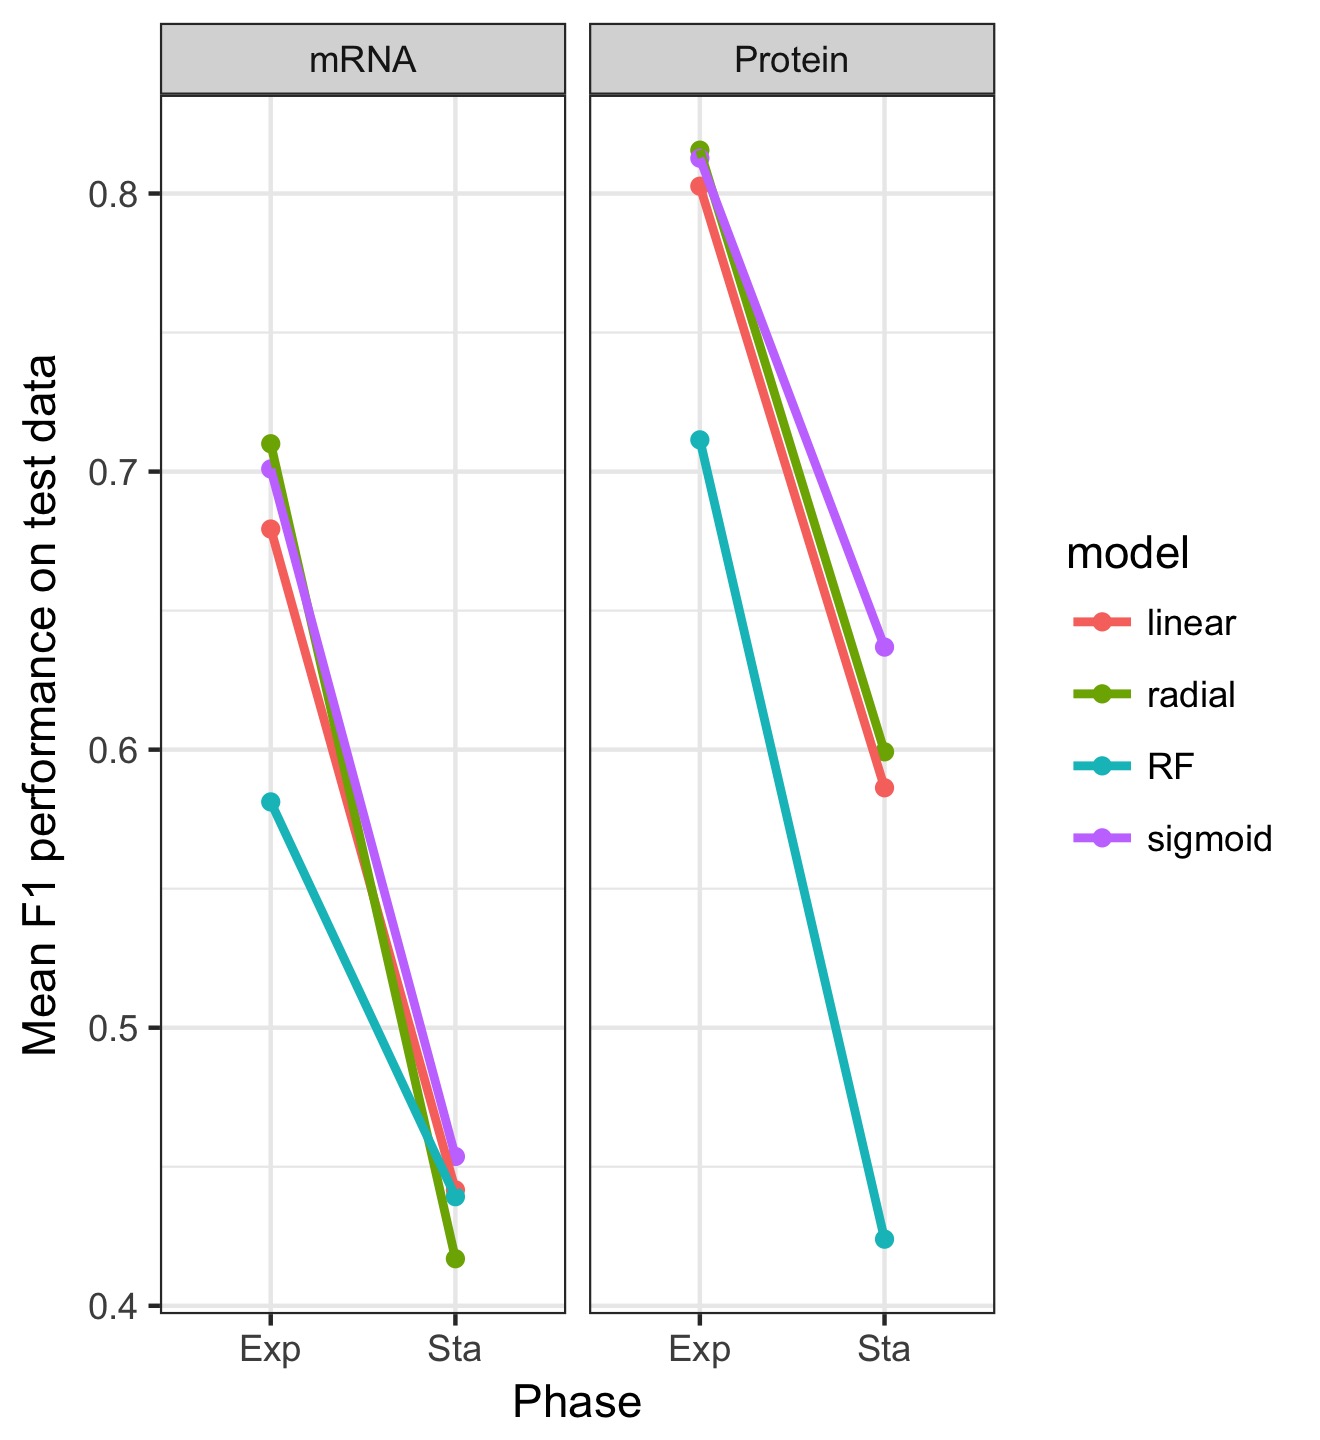 mRNA
Protein
Mean F1 performance on test data
0.8
0.7
0.6
0.5
0.4
Exp
Sta
Exp
Sta
Phase
model
linear
radial
RF
sigmoid